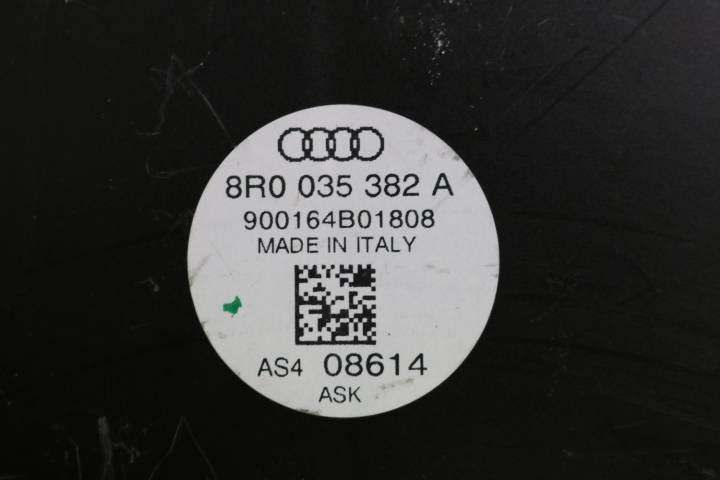 8R0 035 382 A
900164B01808
MADE IN ITALY
AS4 08614
ASK